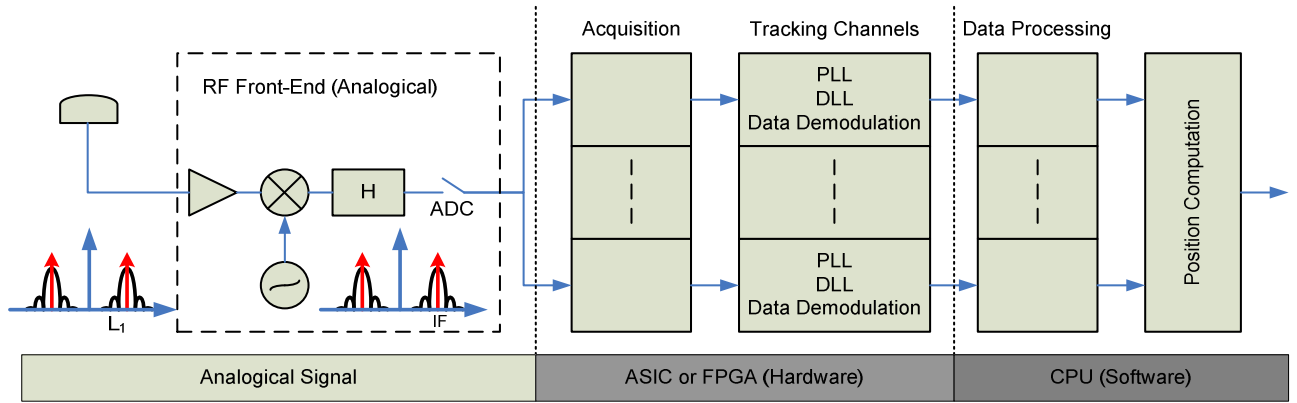 Acquisition
Tracking Channels
Data Processing
RF Front-End (Analogical)
PLL
DLL
Data Demodulation
H
ADC
Position Computation
PLL
DLL
Data Demodulation
L1
IF
Analogical Signal
ASIC or FPGA (Hardware)
CPU (Software)